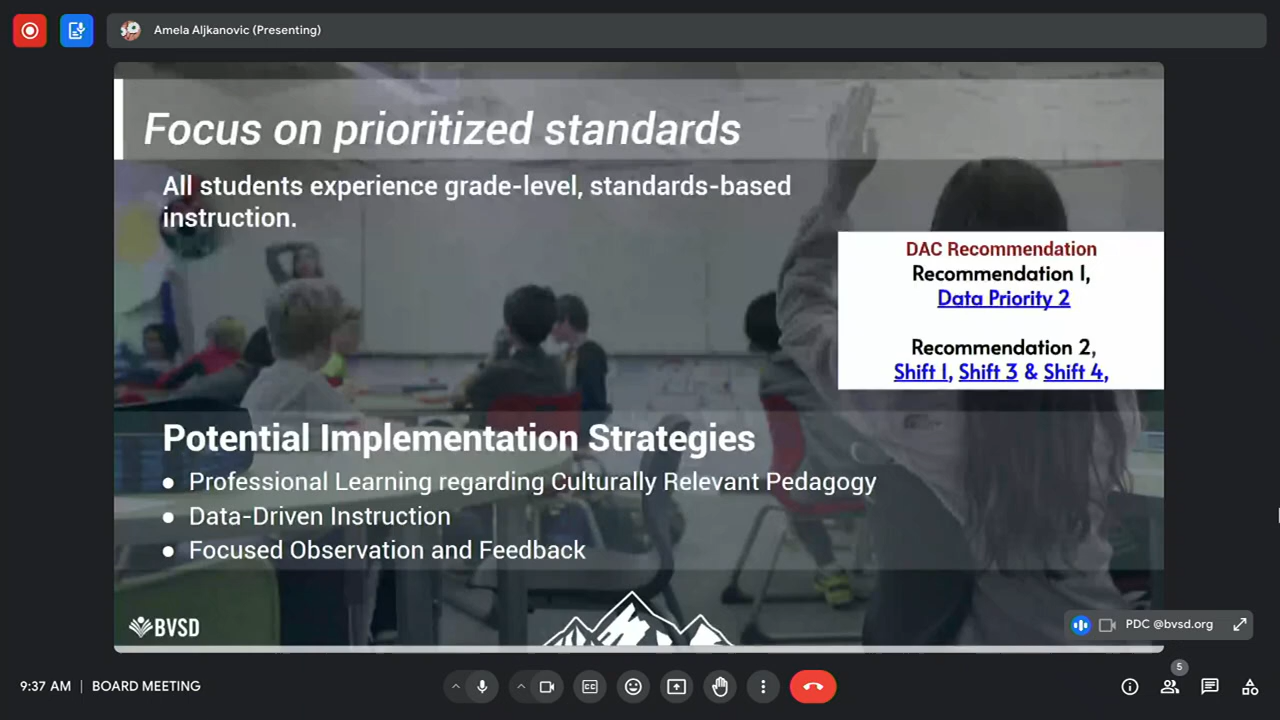 Amela Aljkanovic (Presenting)
Focus on prioritized standards
All students experience grade-level, standards-based
instruction.
DAC Recommendation
Recommendation 1,
Data Priority 2
Recommendation 2,
Shift 1, Shift 3 & Shift 4,
Potential Implementation Strategies
● Professional Learning regarding Culturally Relevant Pedagogy
● Data-Driven Instruction
● Focused Observation and Feedback
BVSD
PDC @bvsd.org
9:37 AM | BOARD MEETING
CC
5